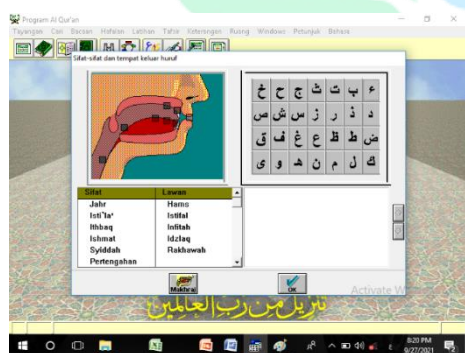 Program Al Qur'an
Tayangan Cari Bacaan Hafalan Latihan Tafsir Keterangan Ruang Windows Petunjuk Bahasa
Sifat-sifat dan tempat keluar huruf
ء ب ت ث ج ح خ
د ذ ر ز س ش ص
ض ط ظ ع غ ف ق
ك ل م ن ه و ي
Sifat Lawan
Jahr Hams
Isti'la' Istifal
Ithbaq Infitah
Ishmat Idzlaq
Syiddah Rakhawah
Pertengahan
Makhraj OK
Activate W
تنزيل من رب العالمين
8:20 PM
9/27/2021